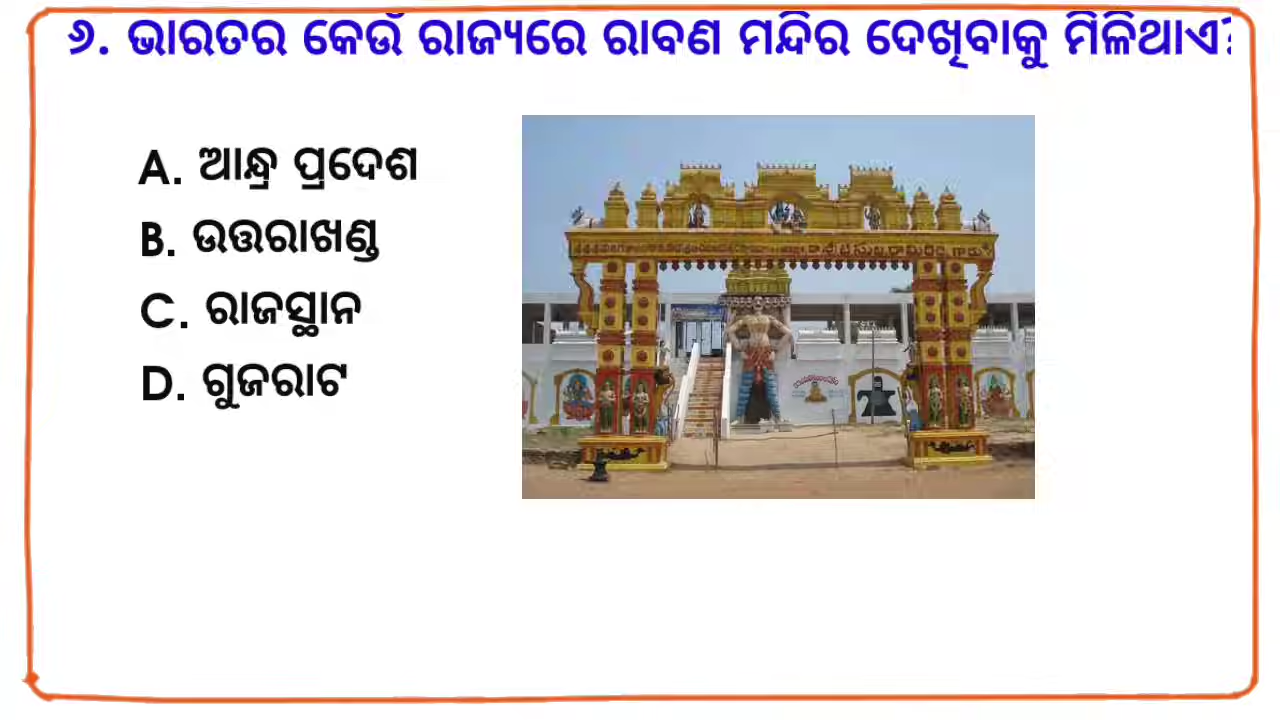 ୬. ଭାରତର କେଉଁ ରାଜ୍ୟରେ ରାବଣ ମନ୍ଦିର ଦେଖିବାକୁ ମିଳିଥାଏ?
A. ଆନ୍ଧ୍ର ପ୍ରଦେଶ
B. ଉତ୍ତରାଖଣ୍ଡ
C. ରାଜସ୍ଥାନ
D. ଗୁଜରାଟ